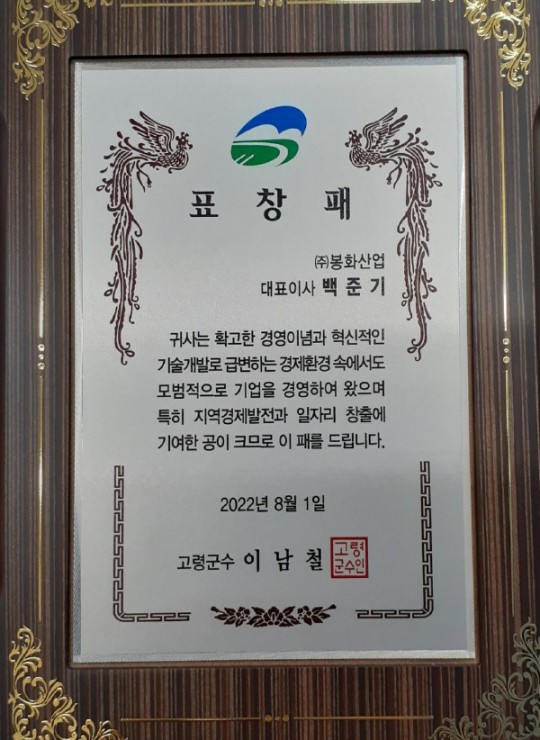 표 창 패
㈜봉화산업
대표이사 백 준 기
귀사는 확고한 경영이념과 혁신적인
기술개발로 급변하는 경제환경 속에서도
모범적으로 기업을 경영하여 왔으며
특히 지역경제발전과 일자리 창출에
기여한 공이 크므로 이 패를 드립니다.
2022년 8월 1일
고령군수 이 남 철
고령
군수인